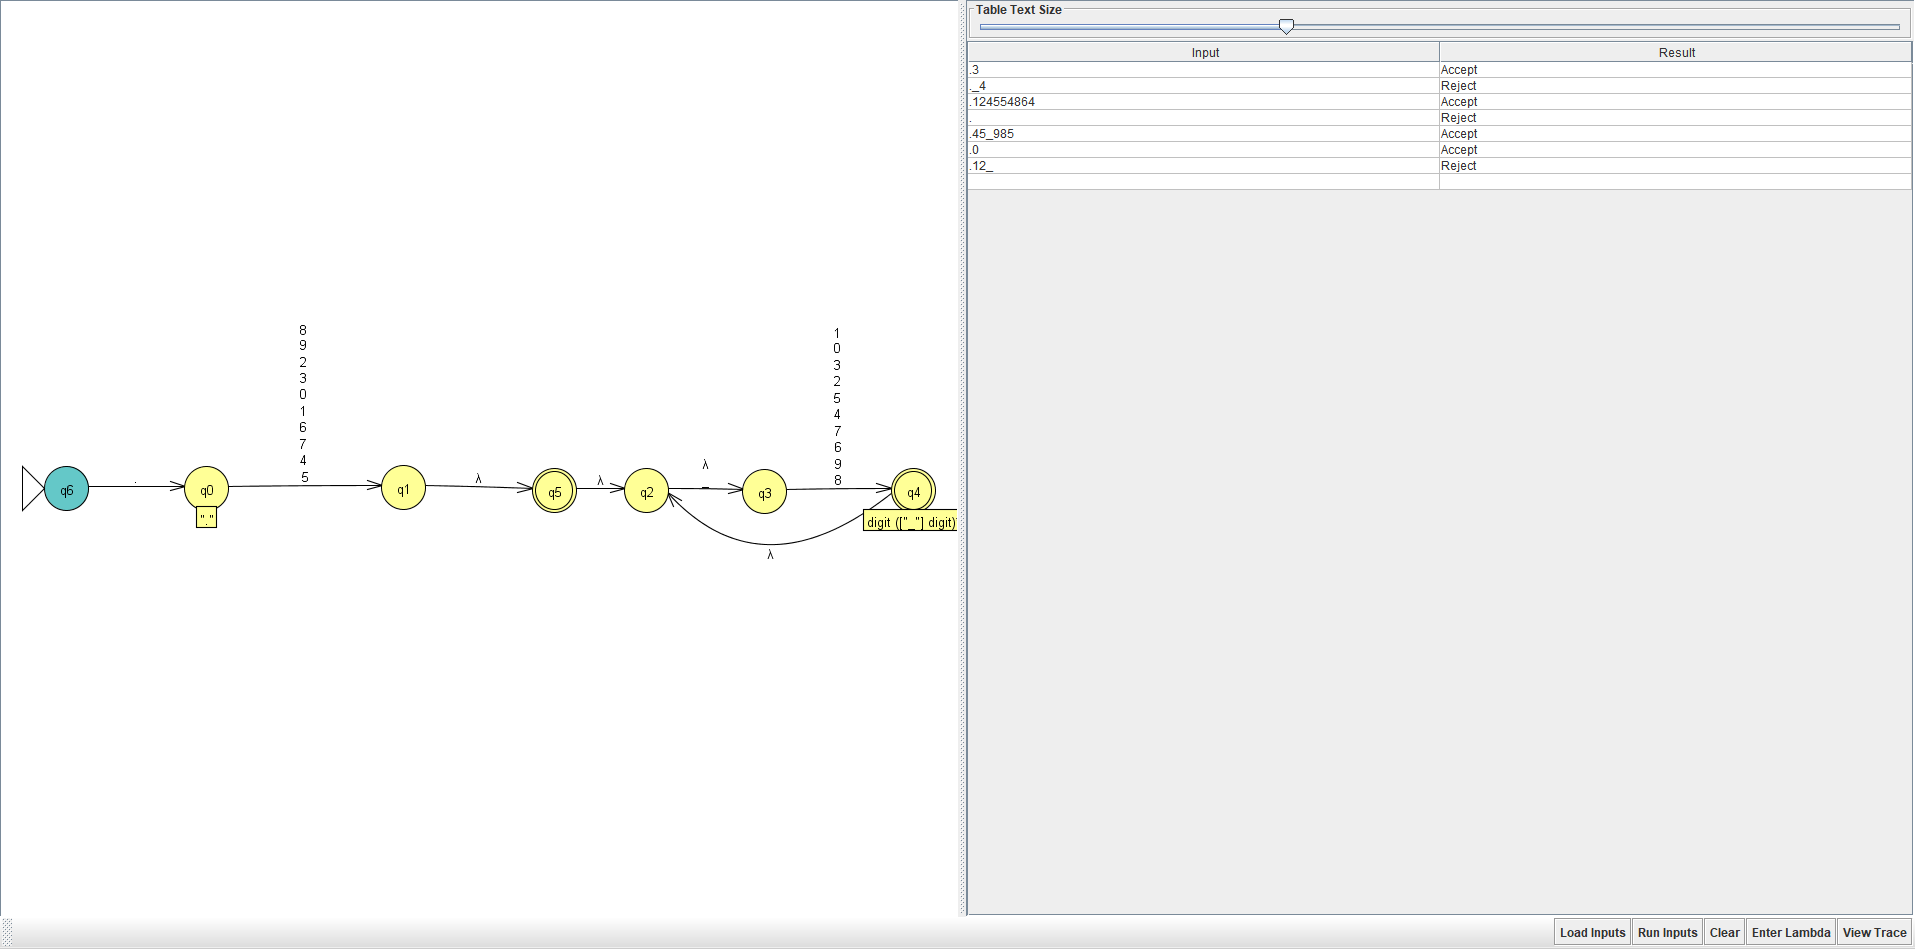 Table Text Size
Input Result
.3 Accept
._4 Reject
.124554864 Accept
. Reject
.45_985 Accept
.0 Accept
.12_ Reject
8
9
2
3
0
1
6
7
4
5
1
0
3
2
5
4
7
6
9
8
λ
_
q6 . q0 q1 λ q5 λ q2 q3 q4
"."
digit (["_"] digit)
λ
Load Inputs Run Inputs Clear Enter Lambda View Trace